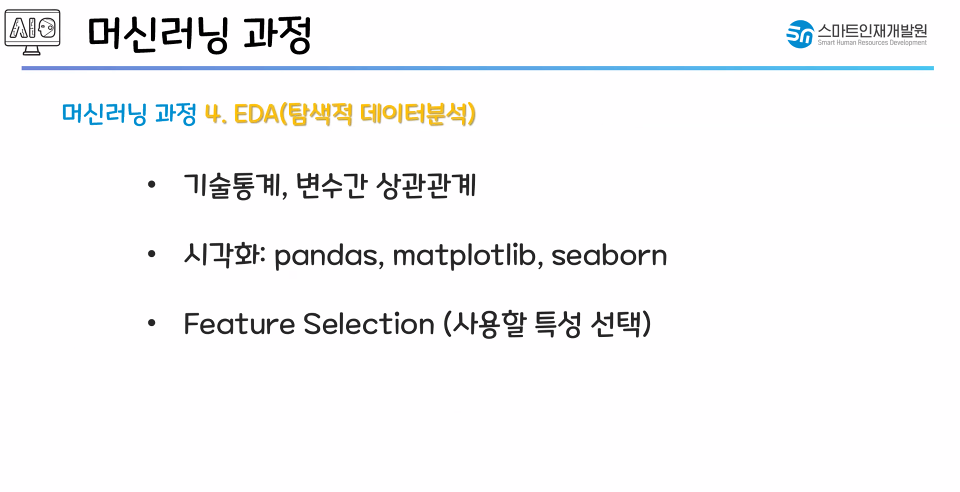 AI
머신러닝 과정
스마트인재개발원
Smart Human Resources Development
머신러닝 과정 4. EDA(탐색적 데이터분석)
• 기술통계, 변수간 상관관계
• 시각화: pandas, matplotlib, seaborn
• Feature Selection (사용할 특성 선택)